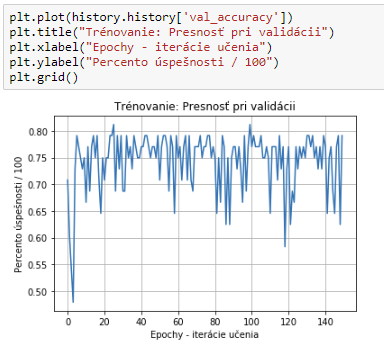 plt.plot(history.history['val_accuracy'])
plt.title("Trénovanie: Presnosť pri validácii")
plt.xlabel("Epochy - iterácie učenia")
plt.ylabel("Percento úspešnosti / 100")
plt.grid()
Trénovanie: Presnosť pri validácii
Percento úspešnosti / 100
0.80
0.75
0.70
0.65
0.60
0.55
0.50
0 20 40 60 80 100 120 140
Epochy - iterácie učenia